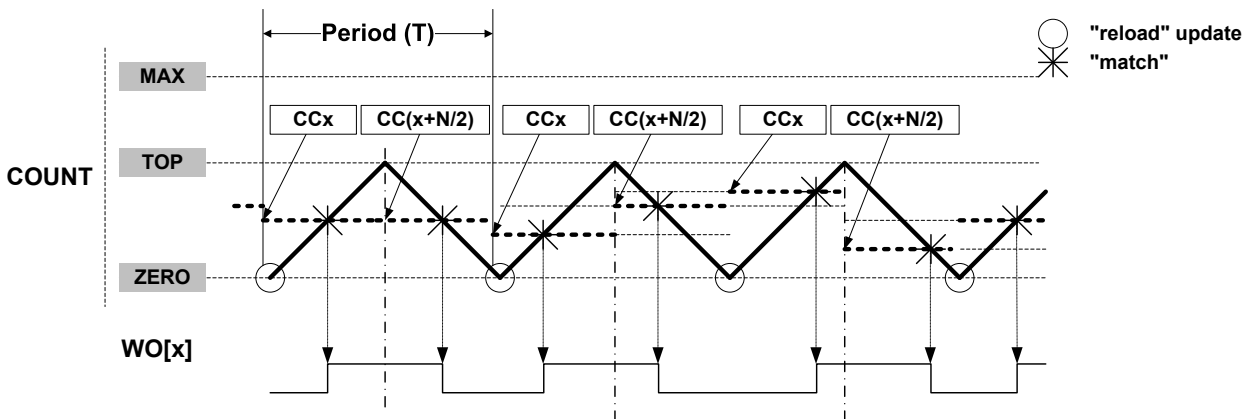 Period (T)
"reload" update
"match"
MAX
CCx
CC(x+N/2)
CCx
CC(x+N/2)
CCx
CC(x+N/2)
COUNT
TOP
ZERO
WO[x]